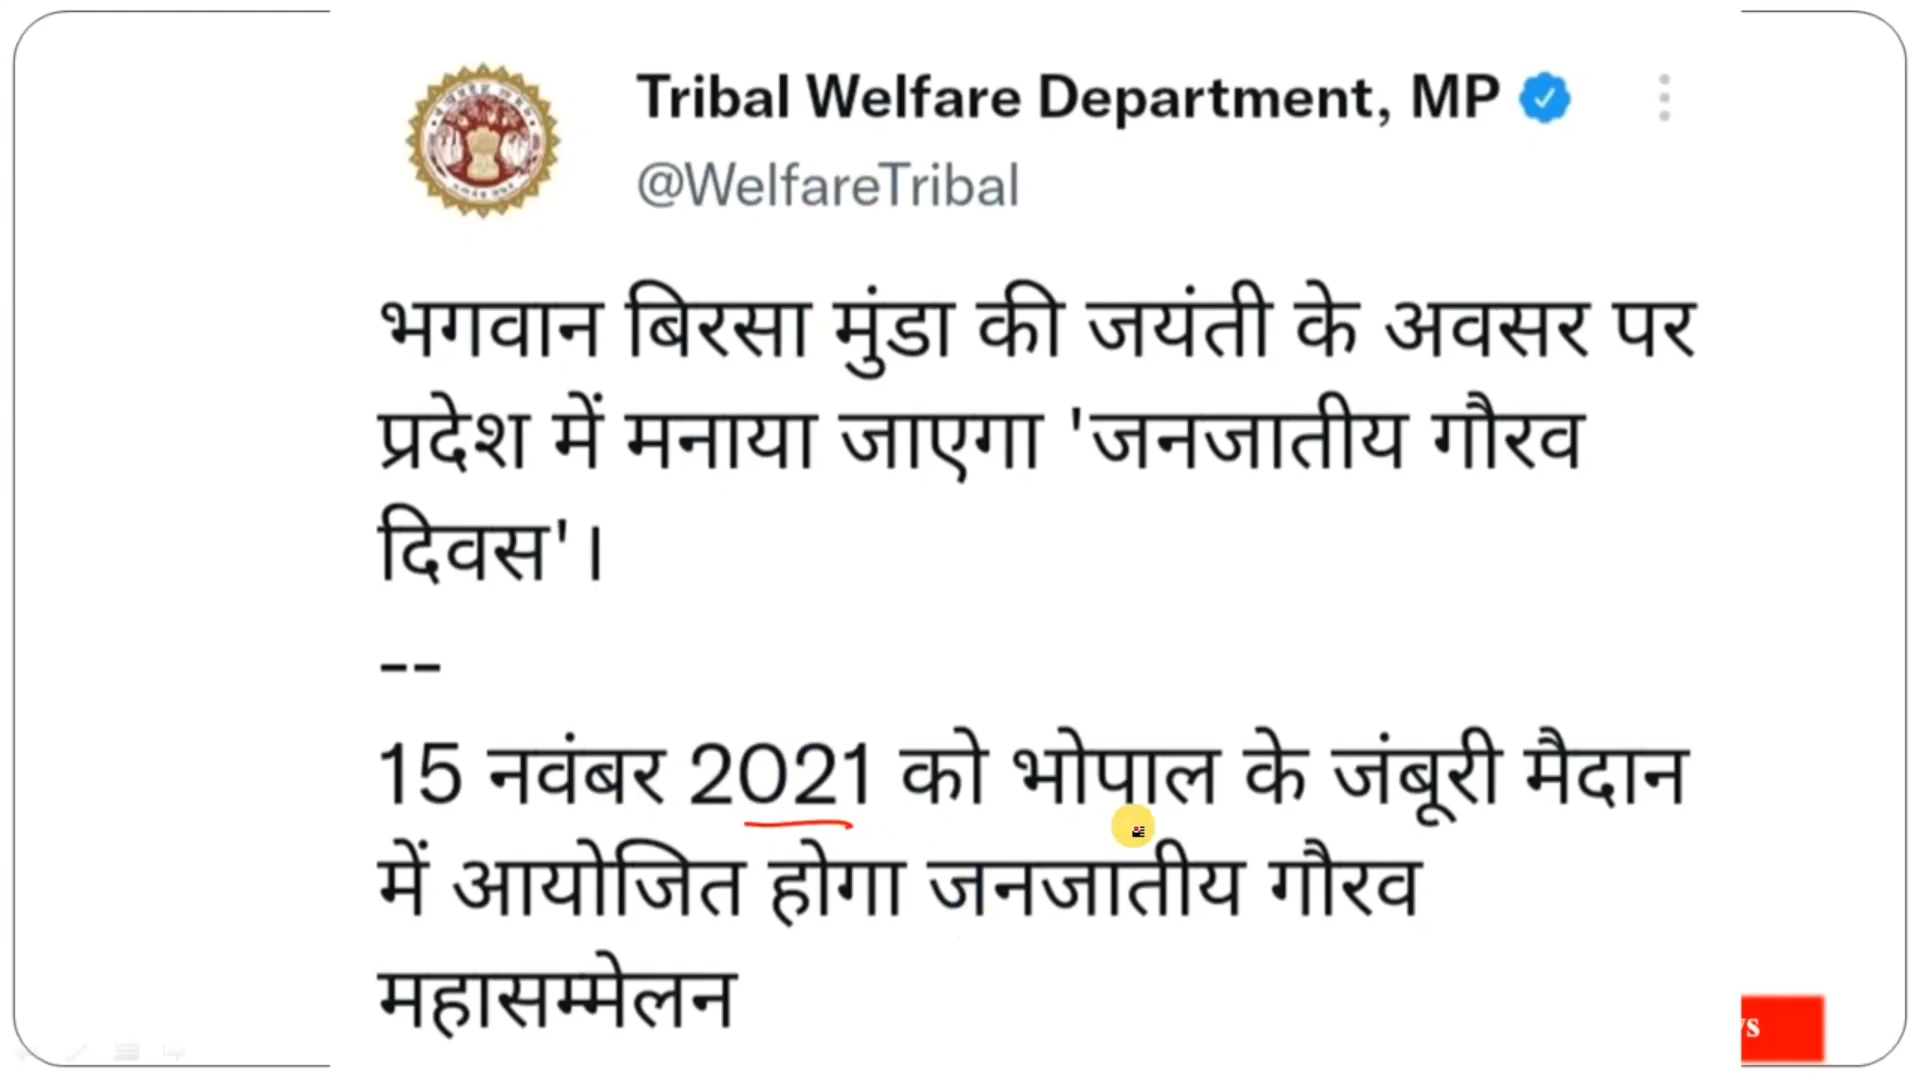 Tribal Welfare Department, MP
@WelfareTribal
भगवान बिरसा मुंडा की जयंती के अवसर पर
प्रदेश में मनाया जाएगा 'जनजातीय गौरव
दिवस'।
--
15 नवंबर 2021 को भोपाल के जंबूरी मैदान
में आयोजित होगा जनजातीय गौरव
महासम्मेलन